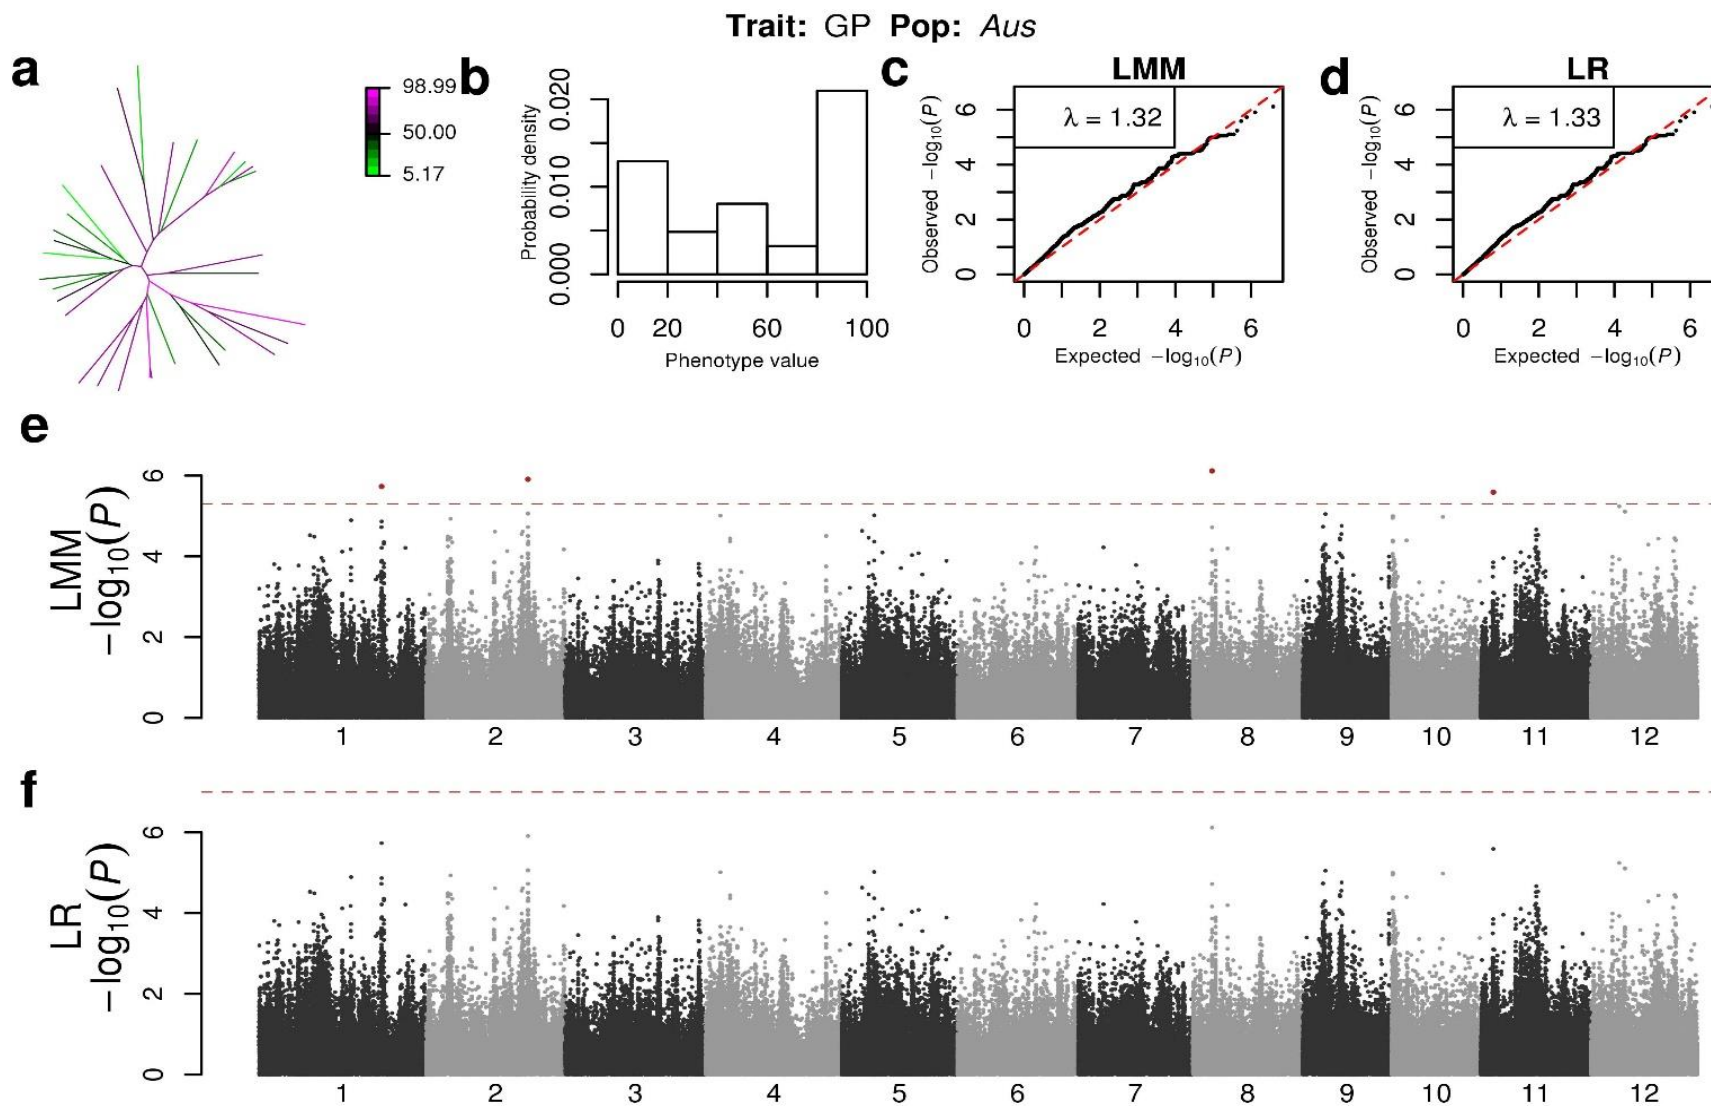 Trait: GP Pop: Aus
a
98.99
50.00
5.17
b
Probability density
0.000 0.010 0.020
0 20 60 100
Phenotype value
c
LMM
λ = 1.32
Observed −log10(P)
0 2 4 6
0 2 4 6
Expected −log10(P)
d
LR
λ = 1.33
Observed −log10(P)
0 2 4 6
0 2 4 6
Expected −log10(P)
e
LMM
−log10(P)
0 2 4 6
1 2 3 4 5 6 7 8 9 10 11 12
f
LR
−log10(P)
0 2 4 6
1 2 3 4 5 6 7 8 9 10 11 12